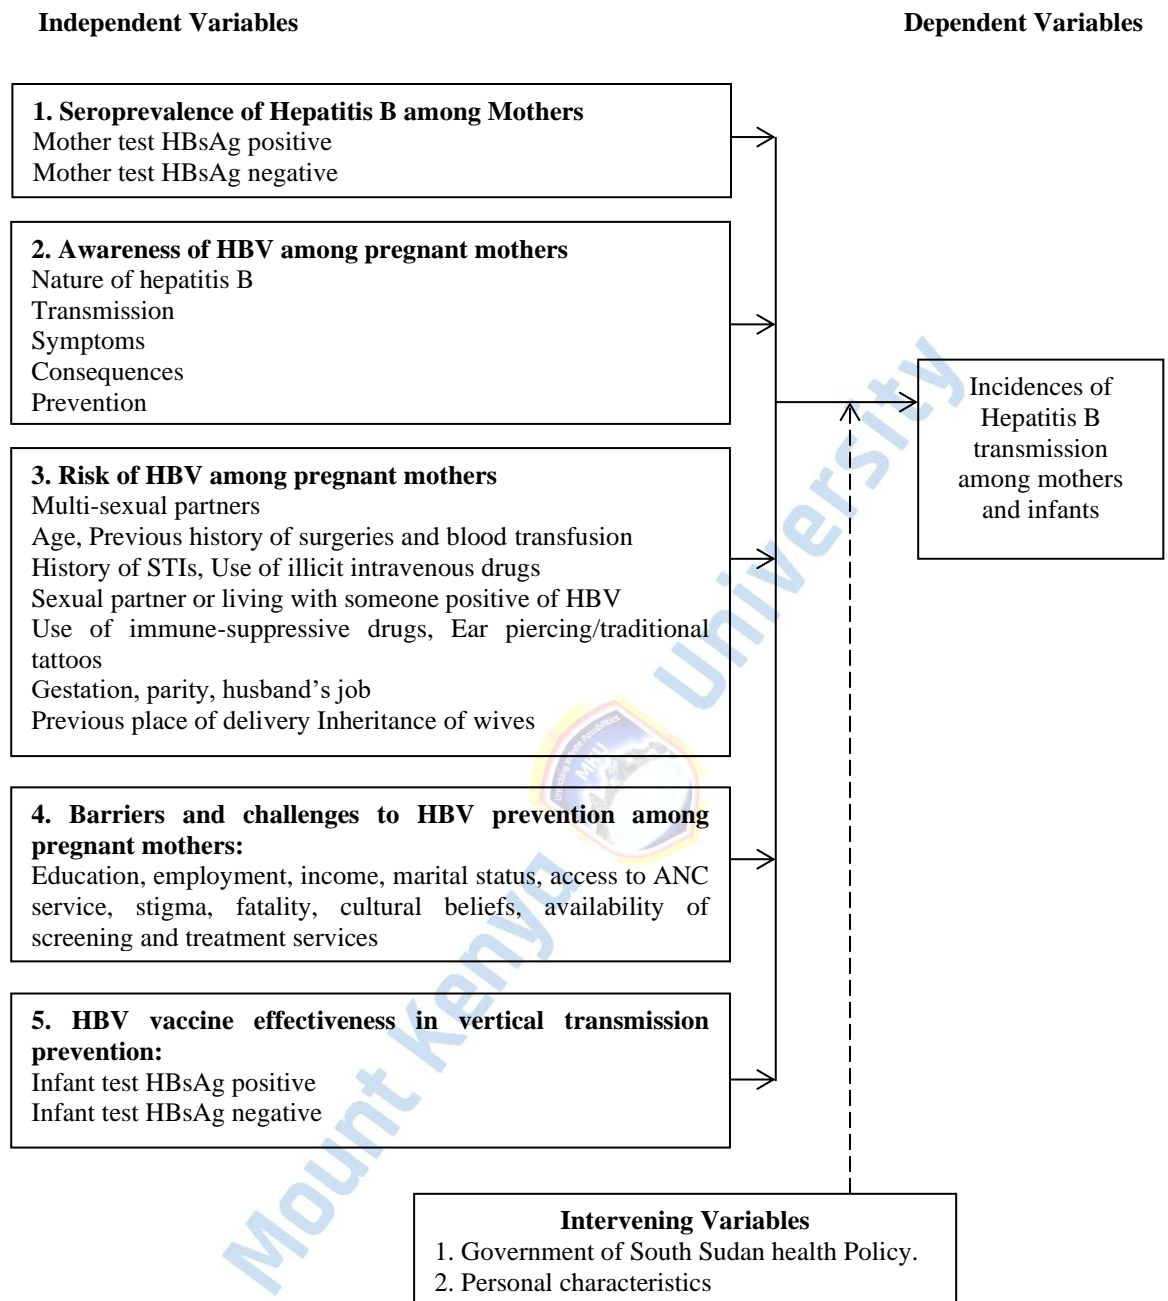 Independent Variables
Dependent Variables
1. Seroprevalence of Hepatitis B among Mothers
Mother test HBsAg positive
Mother test HBsAg negative
2. Awareness of HBV among pregnant mothers
Nature of hepatitis B
Transmission
Symptoms
Consequences
Prevention
3. Risk of HBV among pregnant mothers
Multi-sexual partners
Age, Previous history of surgeries and blood transfusion
History of STIs, Use of illicit intravenous drugs
Sexual partner or living with someone positive of HBV
Use of immune-suppressive drugs, Ear piercing/traditional
tattoos
Gestation, parity, husband’s job
Previous place of delivery Inheritance of wives
4. Barriers and challenges to HBV prevention among
pregnant mothers:
Education, employment, income, marital status, access to ANC
service, stigma, fatality, cultural beliefs, availability of
screening and treatment services
5. HBV vaccine effectiveness in vertical transmission
prevention:
Infant test HBsAg positive
Infant test HBsAg negative
Incidences of
Hepatitis B
transmission
among mothers
and infants
Intervening Variables
1. Government of South Sudan health Policy.
2. Personal characteristics
Mount Kenya University
Unlocking Infinite Possibilities
MKU